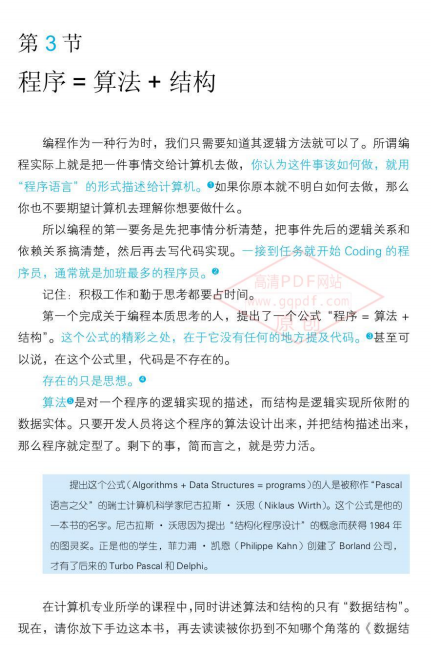 第 3 节
程序 = 算法 + 结构
编程作为一种行为时，我们只需要知道其逻辑方法就可以了。所谓编
程实际上就是把一件事情交给计算机去做，你认为这件事该如何做，就用
“程序语言”的形式描述给计算机。❶如果你原本就不明白如何去做，那么
你也不要期望计算机去理解你想要做什么。
所以编程的第一要务是先把事情分析清楚，把事件先后的逻辑关系和
依赖关系搞清楚，然后再去写代码实现。一接到任务就开始 Coding 的程
序员，通常就是加班最多的程序员。❷
记住：积极工作和勤于思考都要占时间。
第一个完成关于编程本质思考的人，提出了一个公式“程序 = 算法 +
结构”。这个公式的精彩之处，在于它没有任何的地方提及代码。❸甚至可
以说，在这个公式里，代码是不存在的。
存在的只是思想。❹
算法❺是对一个程序的逻辑实现的描述，而结构是逻辑实现所依附的
数据实体。只要开发人员将这个程序的算法设计出来，并把结构描述出来，
那么程序就定型了。剩下的事，简而言之，就是劳力活。
提出这个公式（Algorithms + Data Structures = programs）的人是被称作“Pascal
语言之父”的瑞士计算机科学家尼古拉斯 · 沃思（Niklaus Wirth）。这个公式是他的
一本书的名字。尼古拉斯 · 沃思因为提出“结构化程序设计”的概念而获得 1984 年
的图灵奖。正是他的学生，菲力浦 · 凯恩（Philippe Kahn）创建了 Borland 公司，
才有了后来的 Turbo Pascal 和 Delphi。
在计算机专业所学的课程中，同时讲述算法和结构的只有“数据结构”。
现在，请你放下手边这本书，再去读读被你扔到不知哪个角落的《数据结
高清PDF网站
www.gqpdf.com
原创